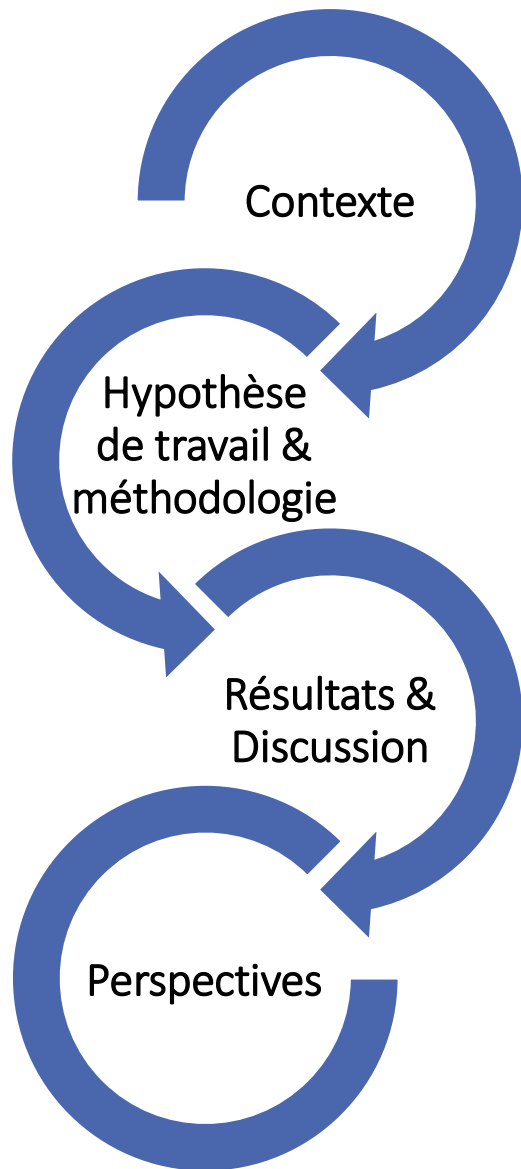 Contexte
Hypothèse
de travail &
méthodologie
Résultats &
Discussion
Perspectives